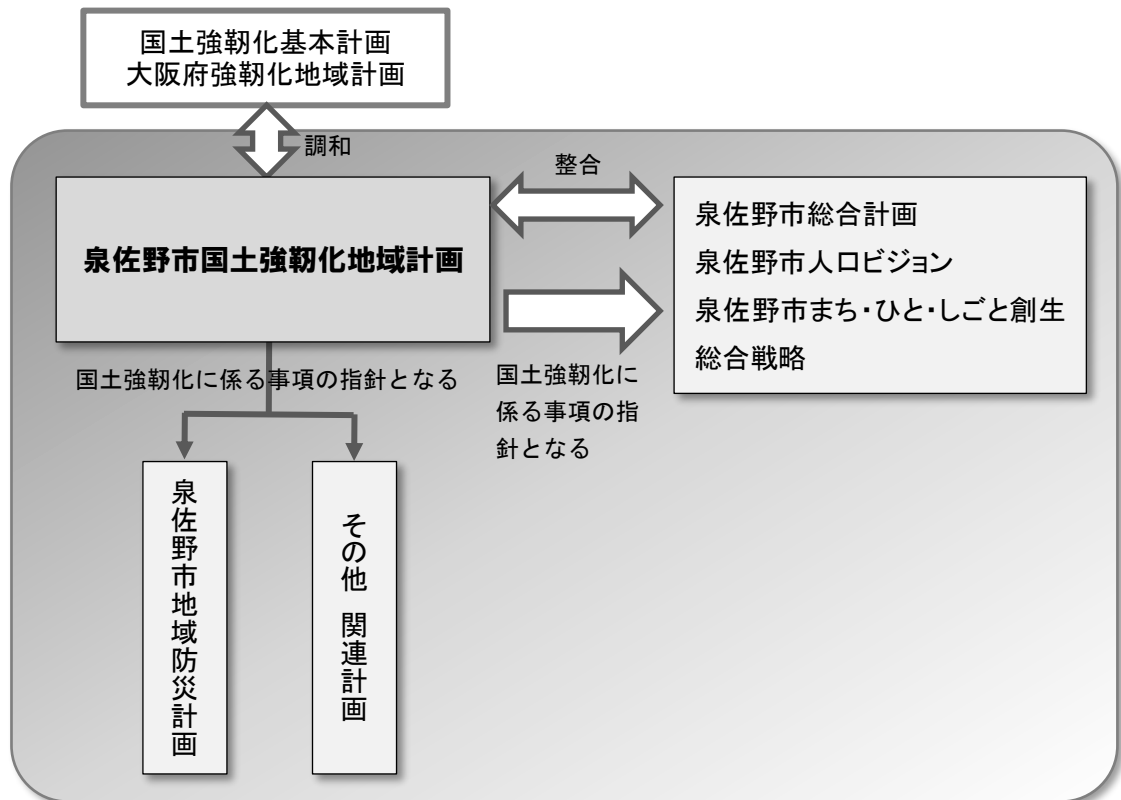 国土強靭化基本計画
大阪府強靭化地域計画
調和
整合
泉佐野市国土強靭化地域計画
泉佐野市総合計画
泉佐野市人口ビジョン
泉佐野市まち・ひと・しごと創生
総合戦略
国土強靭化に係る事項の指針となる
国土強靭化に
係る事項の指
針となる
泉佐野市地域防災計画
その他 関連計画